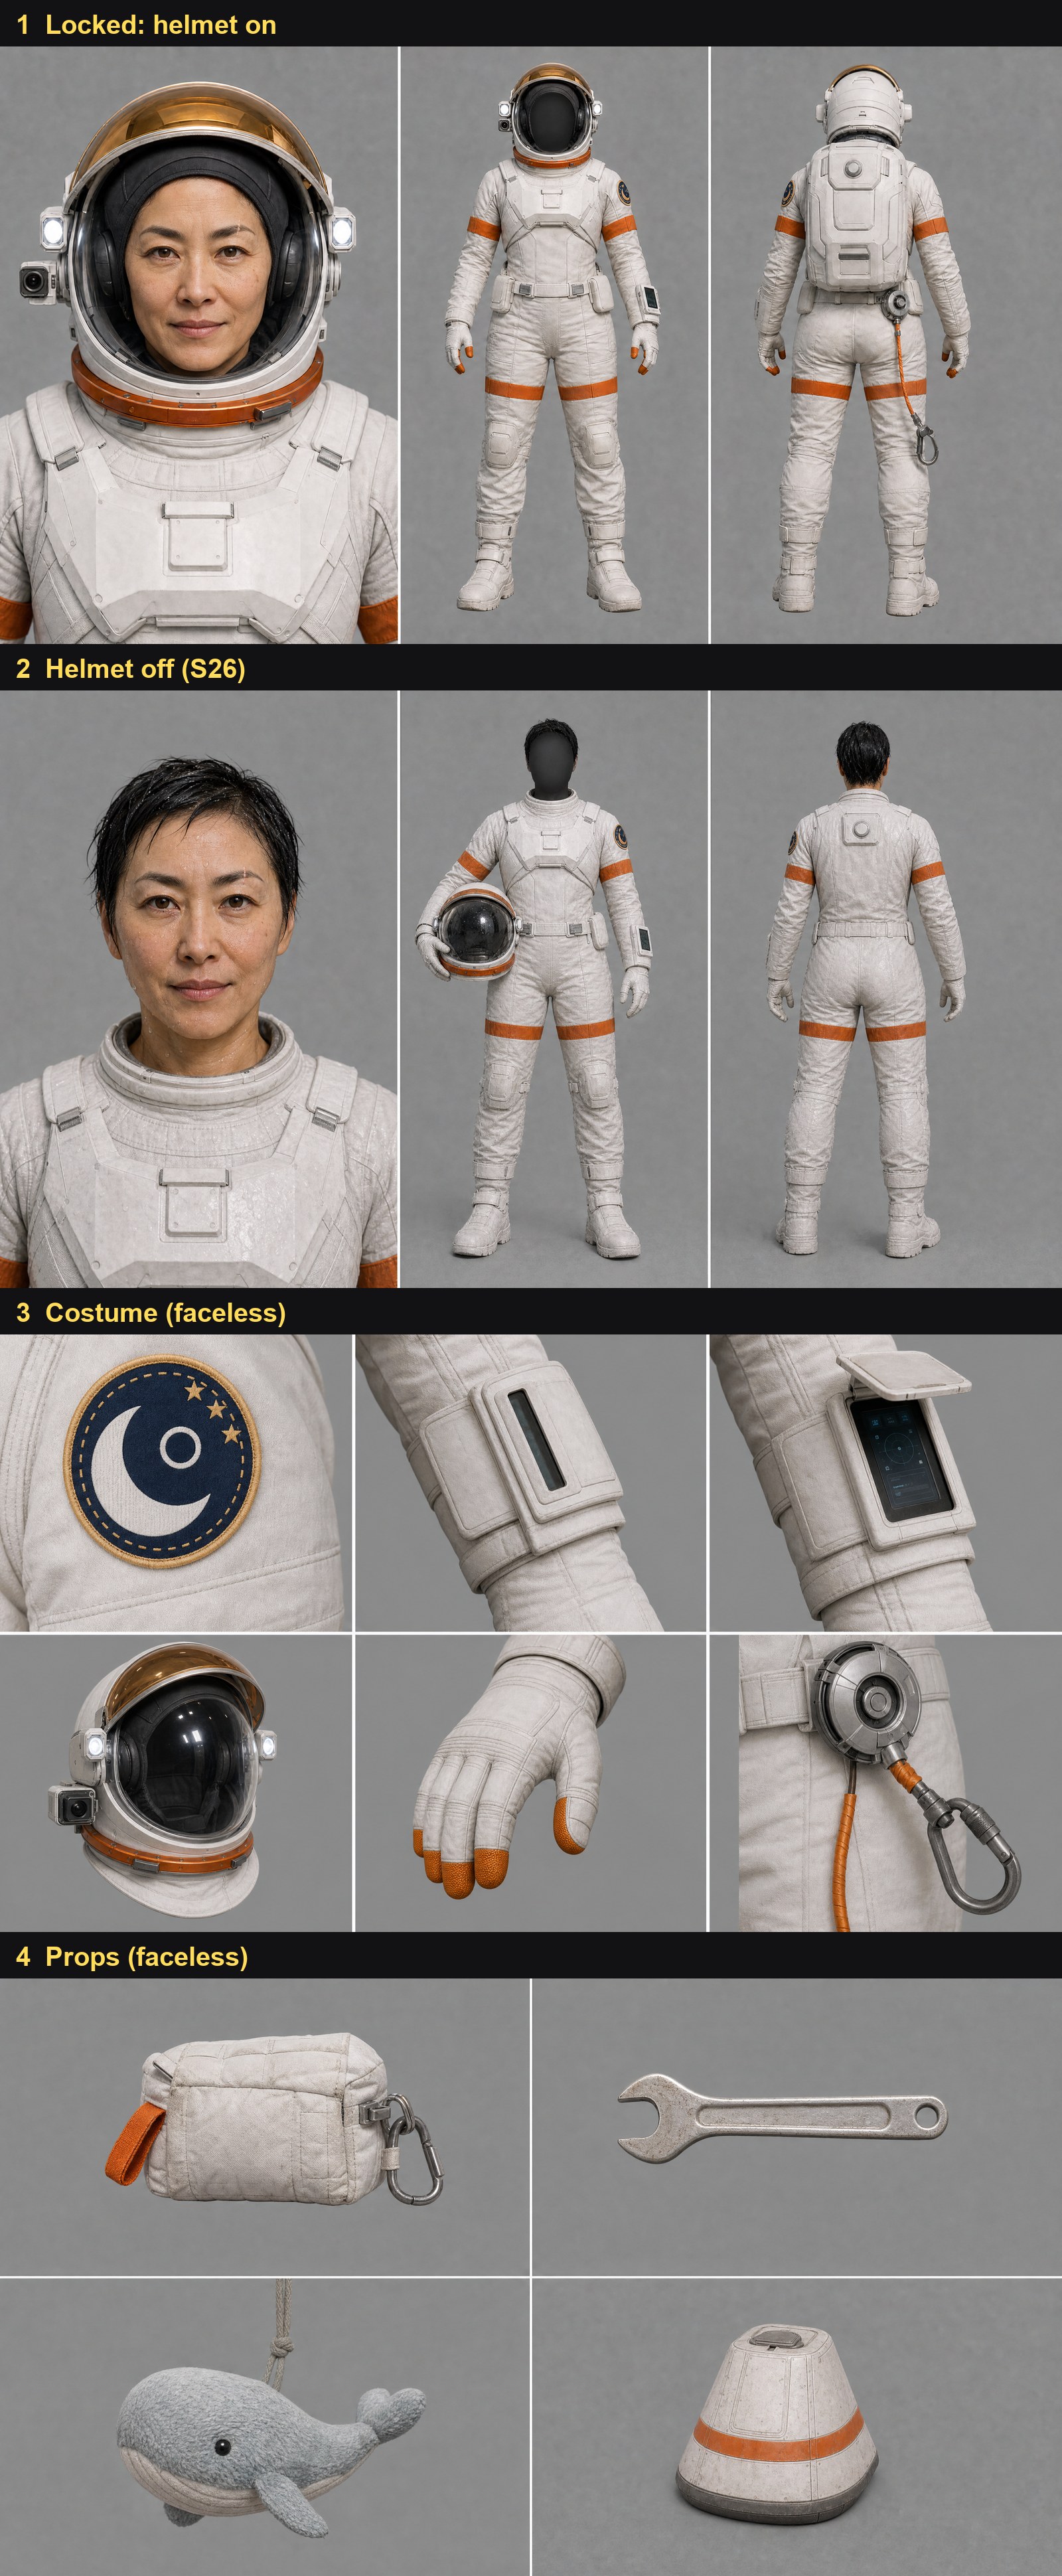 1 Locked: helmet on
2 Helmet off (S26)
3 Costume (faceless)
4 Props (faceless)